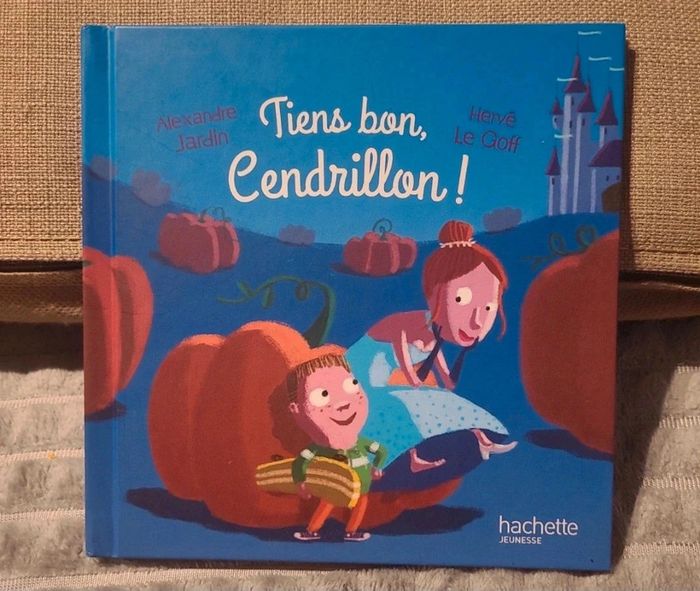 Alexandre
Jardin
Tiens bon,
Cendrillon !
Hervé
Le Goff
hachette
JEUNESSE